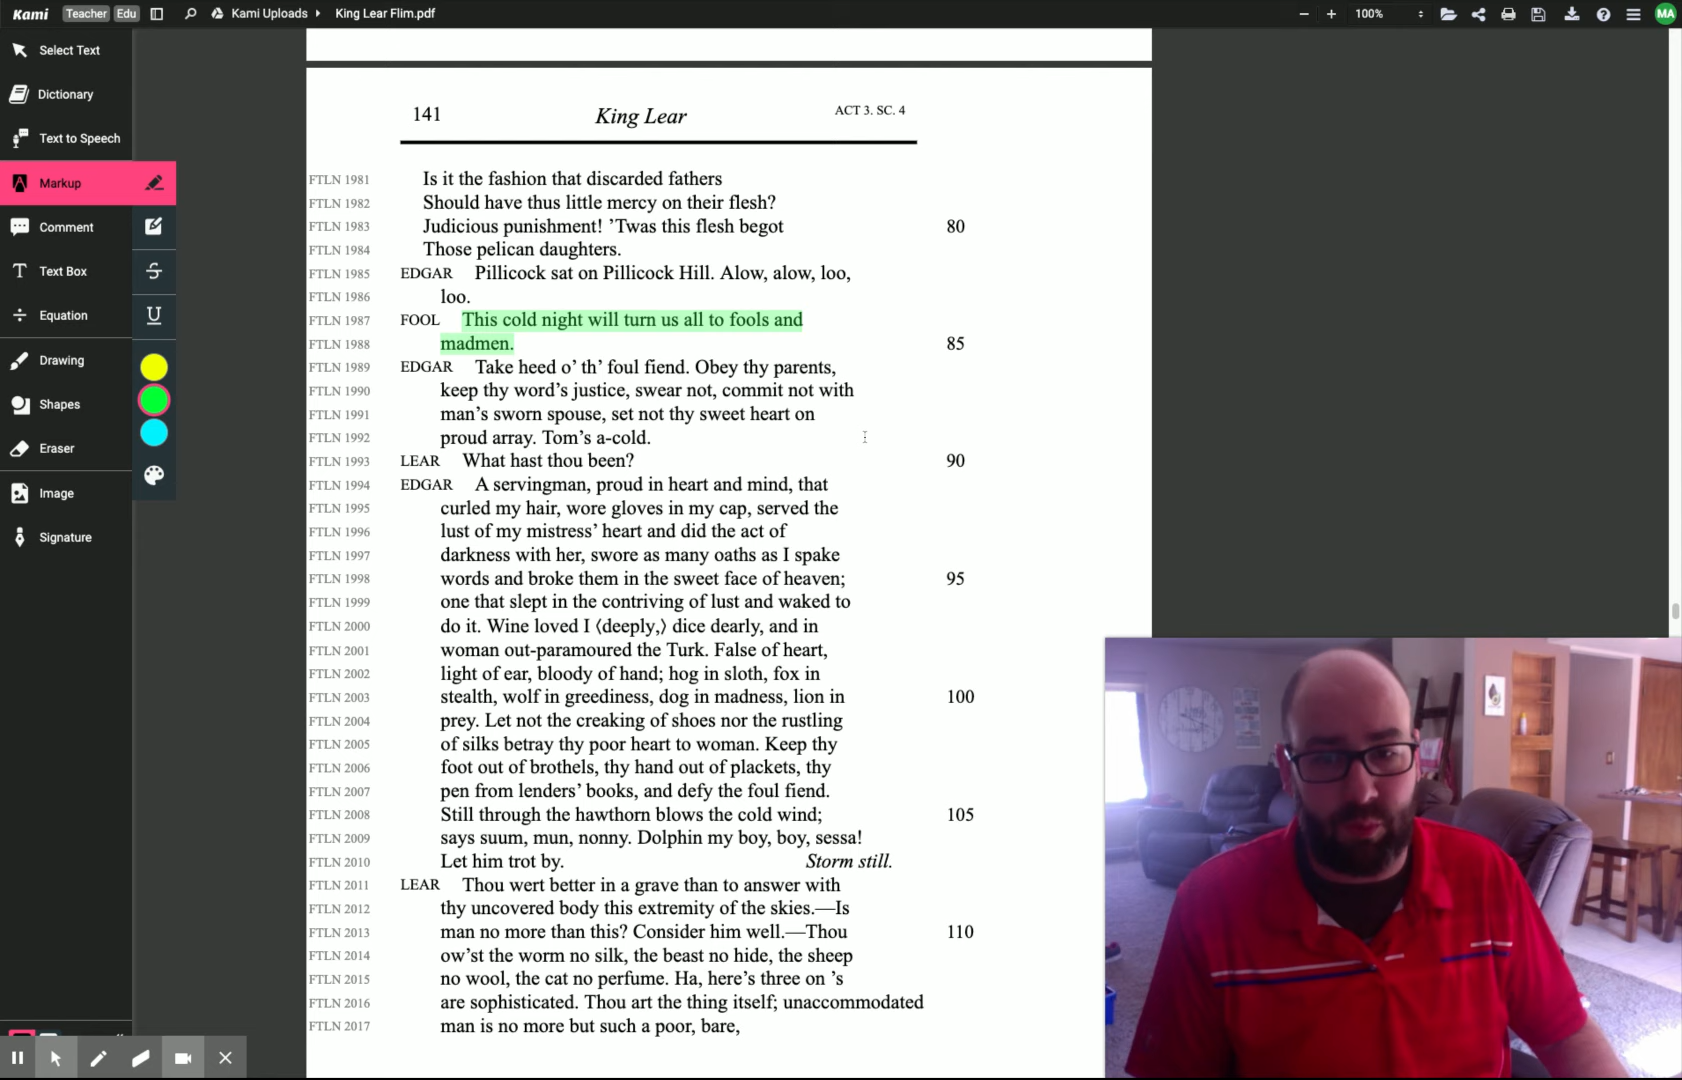 Kami Teacher Edu Kami Uploads King Lear Flim.pdf 100% MA
Select Text
Dictionary
Text to Speech
Markup
Comment
Text Box
Equation
Drawing
Shapes
Eraser
Image
Signature
141 King Lear ACT 3. SC. 4
FTLN 1981 Is it the fashion that discarded fathers
FTLN 1982 Should have thus little mercy on their flesh?
FTLN 1983 Judicious punishment! ’Twas this flesh begot 80
FTLN 1984 Those pelican daughters.
FTLN 1985 EDGAR Pillicock sat on Pillicock Hill. Alow, alow, loo,
FTLN 1986 loo.
FTLN 1987 FOOL This cold night will turn us all to fools and
FTLN 1988 madmen. 85
FTLN 1989 EDGAR Take heed o’ th’ foul fiend. Obey thy parents,
FTLN 1990 keep thy word’s justice, swear not, commit not with
FTLN 1991 man’s sworn spouse, set not thy sweet heart on
FTLN 1992 proud array. Tom’s a-cold.
FTLN 1993 LEAR What hast thou been? 90
FTLN 1994 EDGAR A servingman, proud in heart and mind, that
FTLN 1995 curled my hair, wore gloves in my cap, served the
FTLN 1996 lust of my mistress’ heart and did the act of
FTLN 1997 darkness with her, swore as many oaths as I spake
FTLN 1998 words and broke them in the sweet face of heaven; 95
FTLN 1999 one that slept in the contriving of lust and waked to
FTLN 2000 do it. Wine loved I ⟨deeply,⟩ dice dearly, and in
FTLN 2001 woman out-paramoured the Turk. False of heart,
FTLN 2002 light of ear, bloody of hand; hog in sloth, fox in
FTLN 2003 stealth, wolf in greediness, dog in madness, lion in 100
FTLN 2004 prey. Let not the creaking of shoes nor the rustling
FTLN 2005 of silks betray thy poor heart to woman. Keep thy
FTLN 2006 foot out of brothels, thy hand out of plackets, thy
FTLN 2007 pen from lenders’ books, and defy the foul fiend.
FTLN 2008 Still through the hawthorn blows the cold wind; 105
FTLN 2009 says suum, mun, nonny. Dolphin my boy, boy, sessa!
FTLN 2010 Let him trot by. Storm still.
FTLN 2011 LEAR Thou wert better in a grave than to answer with
FTLN 2012 thy uncovered body this extremity of the skies.—Is
FTLN 2013 man no more than this? Consider him well.—Thou 110
FTLN 2014 ow’st the worm no silk, the beast no hide, the sheep
FTLN 2015 no wool, the cat no perfume. Ha, here’s three on ’s
FTLN 2016 are sophisticated. Thou art the thing itself; unaccommodated
FTLN 2017 man is no more but such a poor, bare,